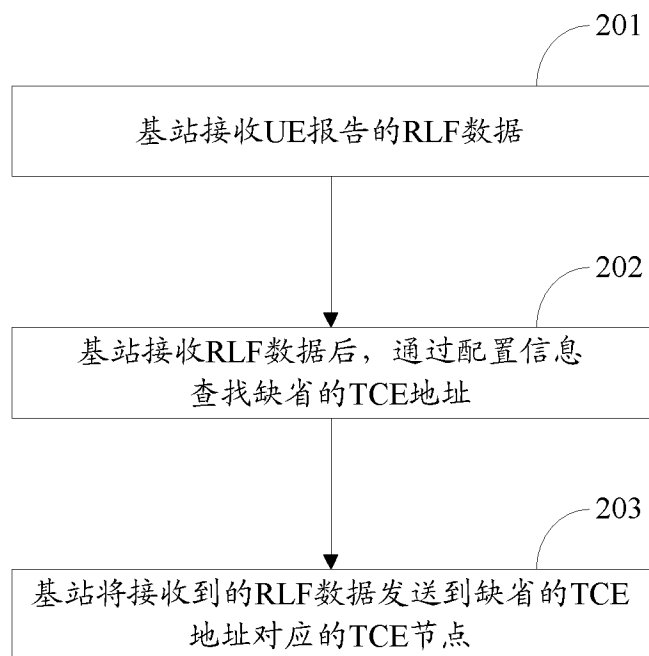 201
基站接收UE报告的RLF数据
202
基站接收RLF数据后，通过配置信息
查找缺省的TCE地址
203
基站将接收到的RLF数据发送到缺省的TCE
地址对应的TCE节点